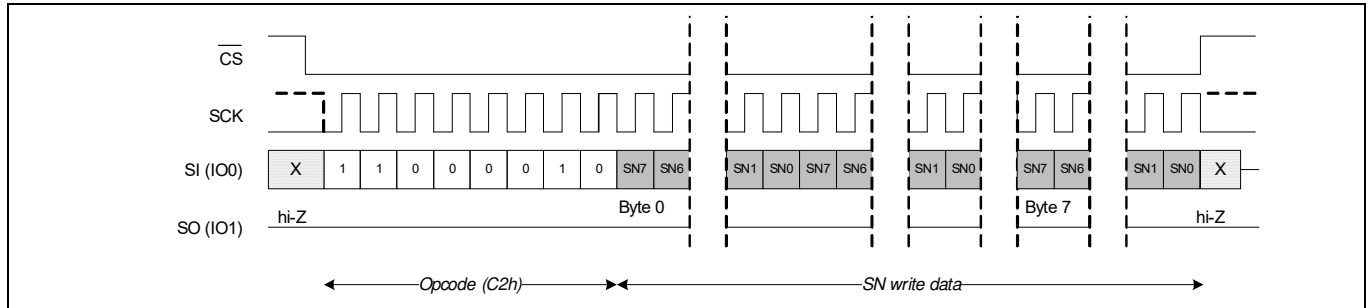 CS
SCK
SI (IO0) X 1 1 0 0 0 0 1 0 SN7 SN6 SN1 SN0 SN7 SN6 SN1 SN0 SN7 SN6 SN1 SN0 X
Byte 0 Byte 7
hi-Z hi-Z
SO (IO1)
Opcode (C2h) SN write data